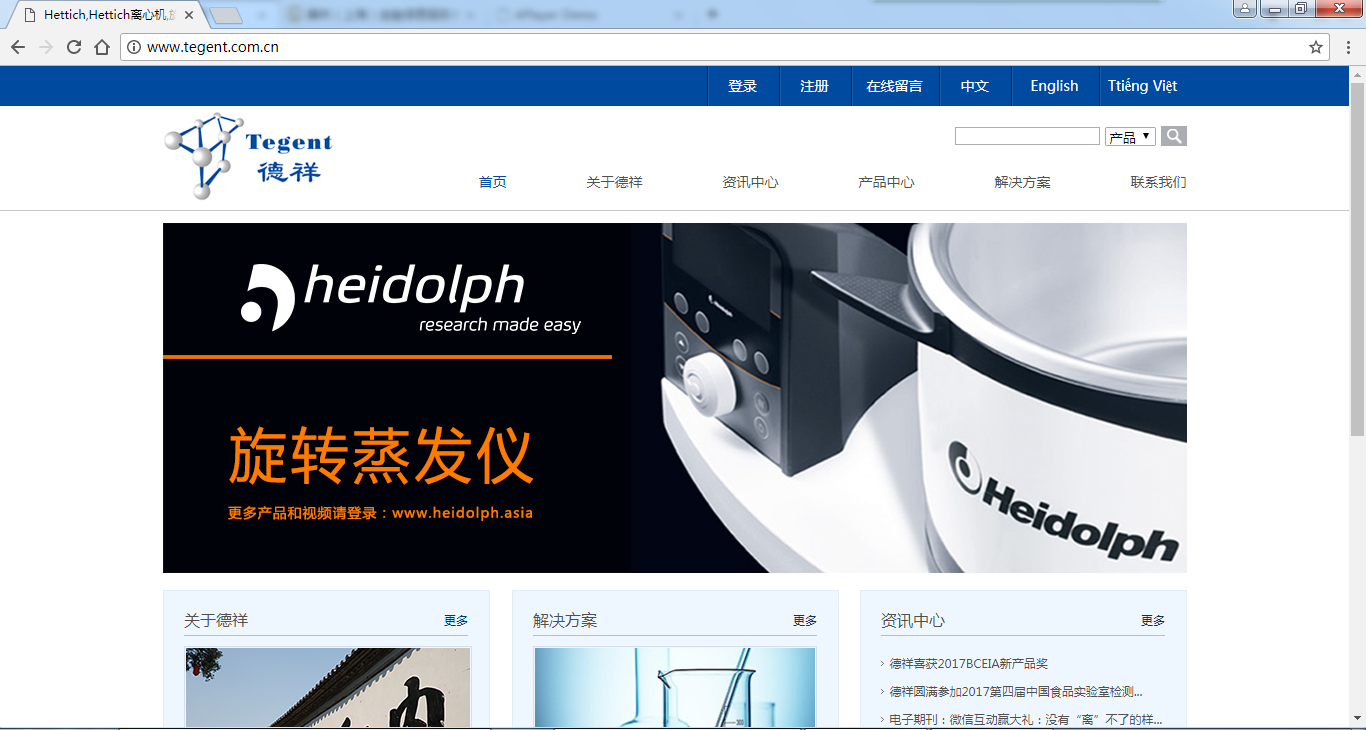 Hettich,Hettich离心机,
www.tegent.com.cn
登录 注册 在线留言 中文 English Ttiếng Việt
Tegent
德祥
产品
首页 关于德祥 资讯中心 产品中心 解决方案 联系我们
heidolph
research made easy
旋转蒸发仪
更多产品和视频请登录：www.heidolph.asia
Heidolph
关于德祥 更多
解决方案 更多
资讯中心 更多
德祥喜获2017BCEIA新产品奖
德祥圆满参加2017第四届中国食品实验室检测...
电子期刊：微信互动赢大礼：没有“离”不了的样...